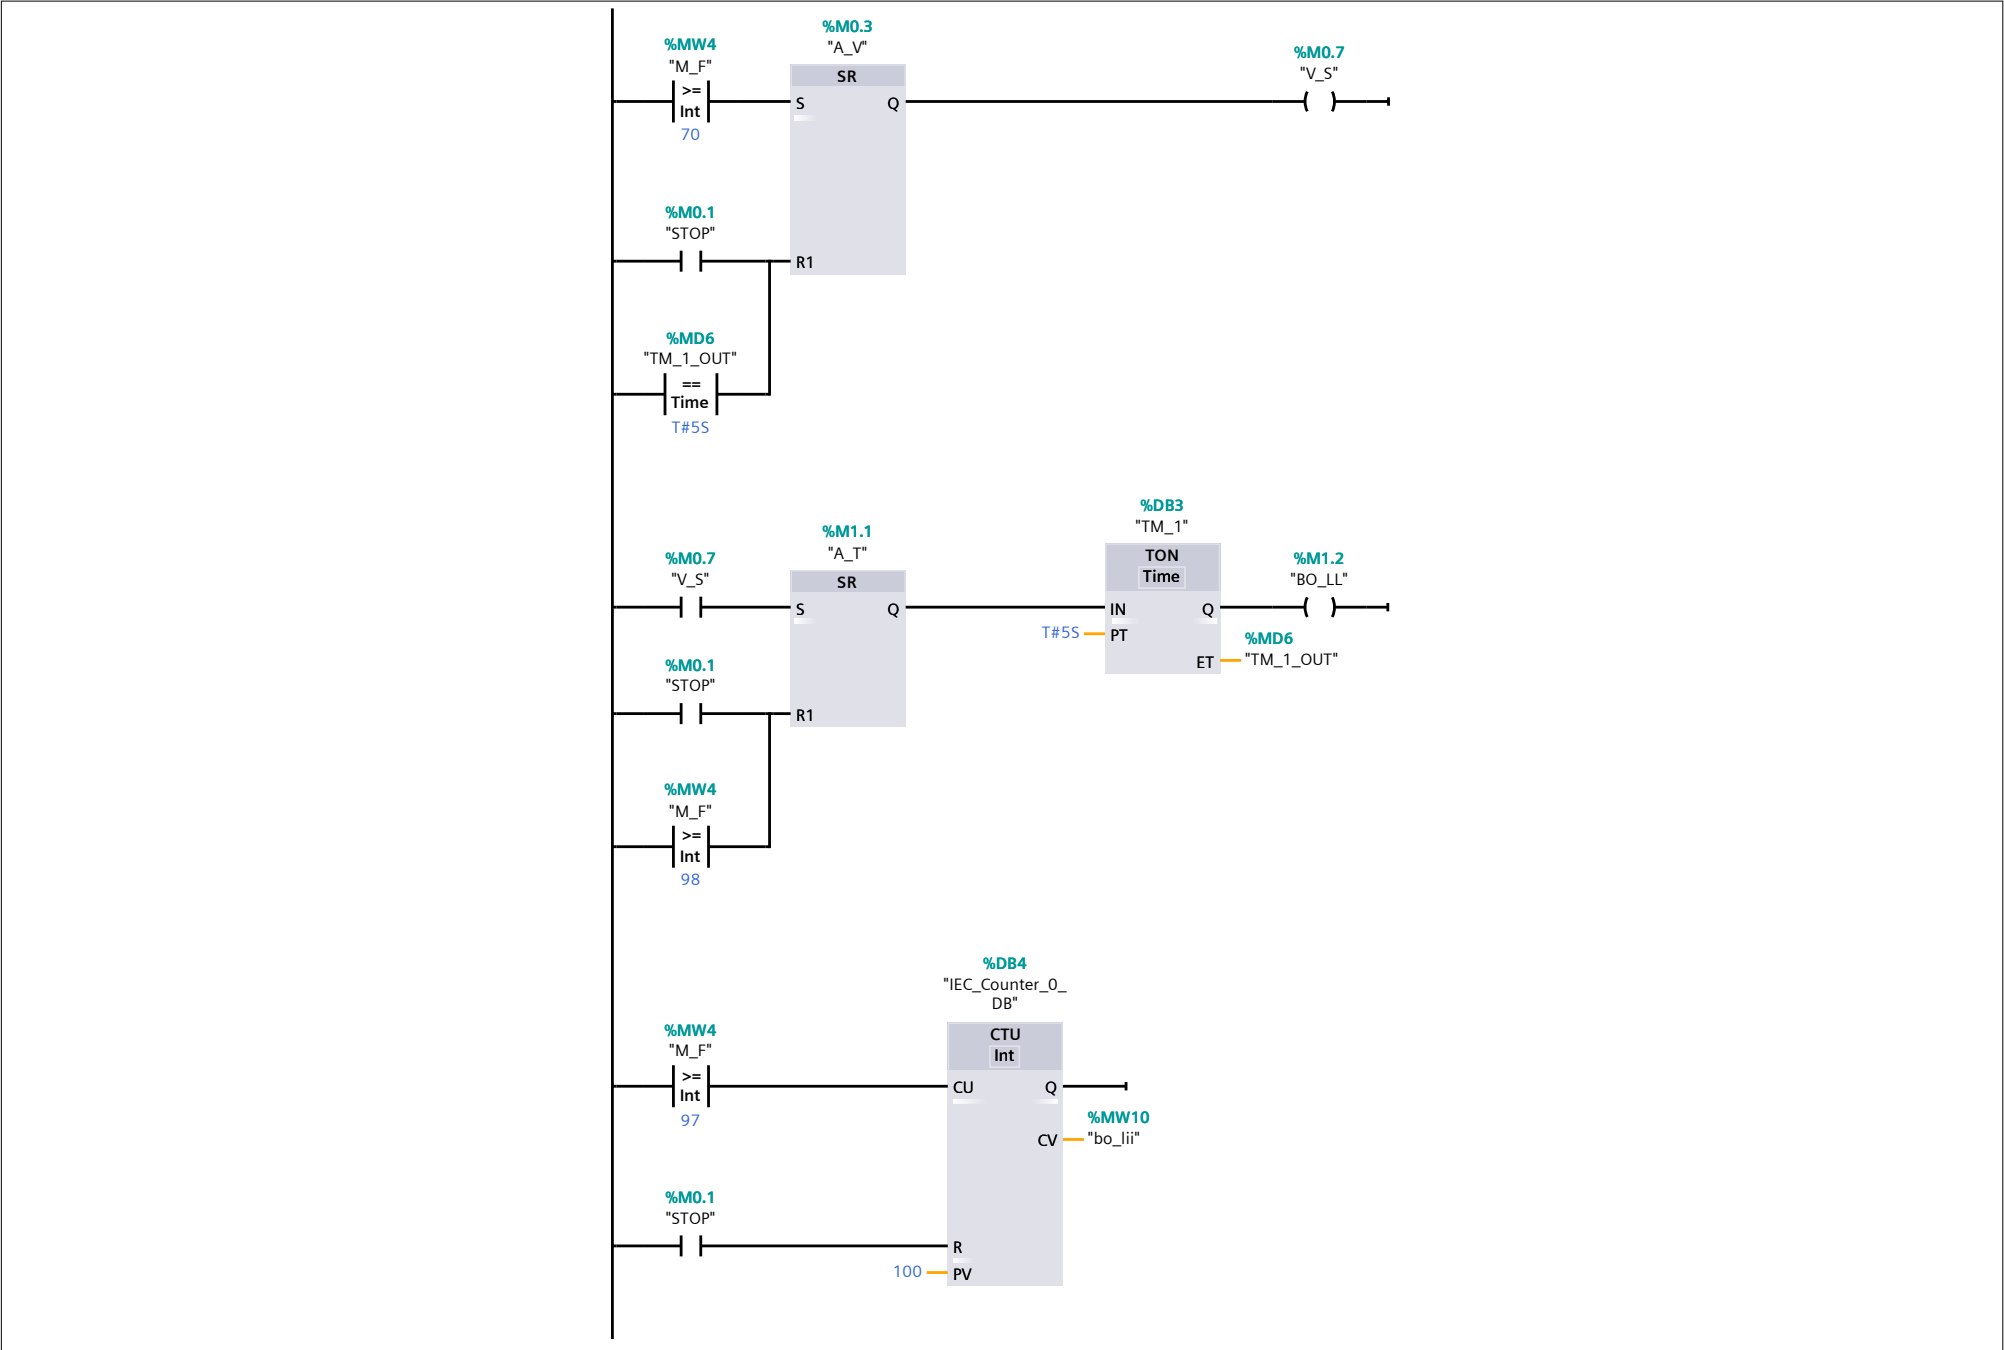 %M0.3
"A_V"
%MW4
"M_F"
%M0.7
"V_S"
SR
>=
Int
S
Q
70
%M0.1
"STOP"
R1
%MD6
"TM_1_OUT"
==
Time
T#5S
%DB3
"TM_1"
%M1.1
"A_T"
%M0.7
"V_S"
TON
Time
%M1.2
"BO_LL"
SR
S
Q
IN
Q
T#5S
PT
%MD6
"TM_1_OUT"
ET
%M0.1
"STOP"
R1
%MW4
"M_F"
>=
Int
98
%DB4
"IEC_Counter_0_
DB"
%MW4
"M_F"
CTU
Int
>=
Int
CU
Q
97
%MW10
CV
"bo_lii"
%M0.1
"STOP"
R
100
PV